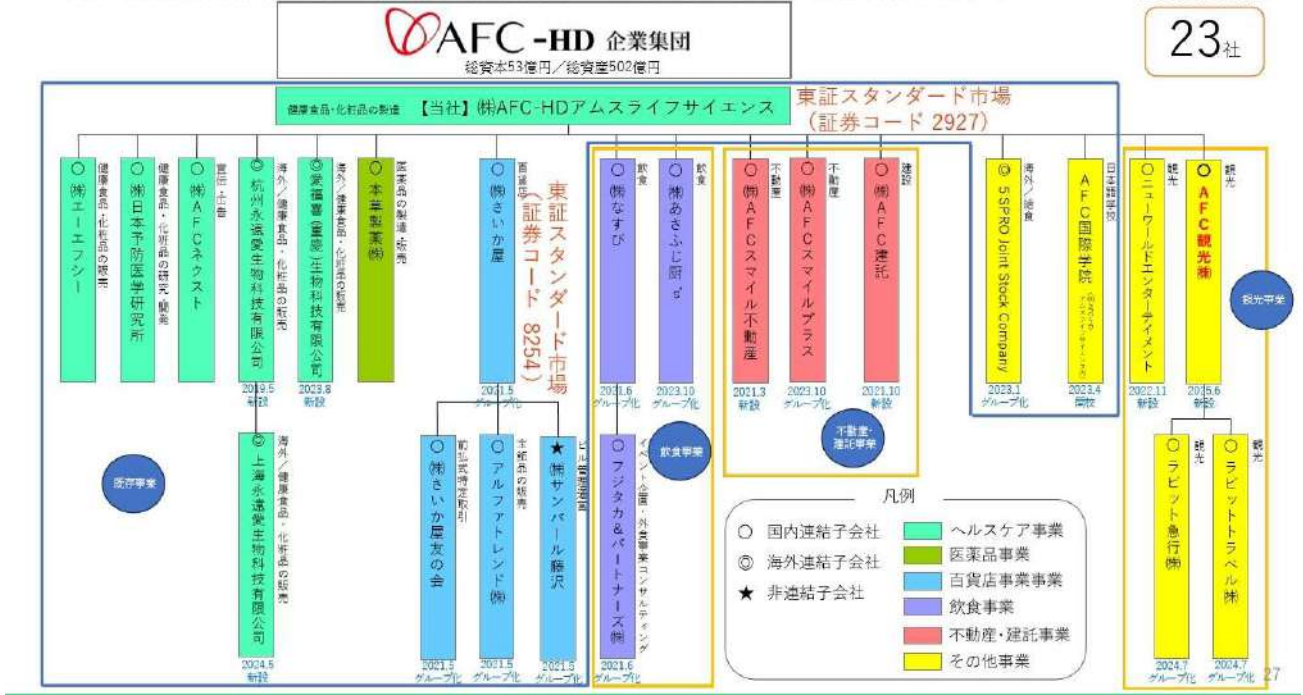 AFC-HD 企業集団
総資本53億円／総資産502億円
23社
健康食品・化粧品の製造 【当社】㈱AFC-HDアムスライフサイエンス
東証スタンダード市場
（証券コード 2927）
○ ㈱エーエフシー
健康食品・化粧品の販売
○ ㈱日本予防医学研究所
健康食品・化粧品の研究・開発
○ ㈱AFCネクスト
宣伝・広告
◎ 杭州永遠愛生物科技有限公司
海外／健康食品・化粧品の販売
2019.5
新設
◎ 愛福喜(重慶)生物科技有限公司
海外／健康食品・化粧品の販売
2023.8
新設
○ 本草製薬㈱
医薬品の製造・販売
○ ㈱さいか屋
百貨店
2021.5
グループ化
東証スタンダード市場
（証券コード 8254）
○ ㈱なすび
飲食
2021.6
グループ化
○ ㈱あさふじ厨
飲食
2023.10
グループ化
○ ㈱AFCスマイル不動産
不動産
2021.3
新設
○ ㈱AFCスマイルプラス
不動産
2023.10
グループ化
○ ㈱AFC建託
建設
2021.10
新設
◎ 5SPRO Joint Stock Company
海外／給食
2023.1
グループ化
AFC国際学院
日本語学校
2023.4
開校
○ ニューワールドエンターテイメント
観光
2022.11
新設
○ AFC観光㈱
観光
2025.6
新設
観光事業
◎ 上海永遠愛生物科技有限公司
海外／健康食品・化粧品の販売
2024.5
新設
既存事業
○ ㈱さいか屋友の会
前払式特定取引
2021.5
グループ化
○ アルファトレンド㈱
宝飾品の販売
2021.5
グループ化
★ ㈱サンパール藤沢
ビル管理運営
2021.5
グループ化
○ フジタカ&パートナーズ㈱
イベント企画・外食事業コンサルティング
2021.6
グループ化
飲食事業
不動産・
建託事業
凡例
○ 国内連結子会社
◎ 海外連結子会社
★ 非連結子会社
ヘルスケア事業
医薬品事業
百貨店事業事業
飲食事業
不動産・建託事業
その他事業
○ ラビット急行㈱
観光
2024.7
グループ化
○ ラビットトラベル㈱
観光
2024.7
グループ化
27